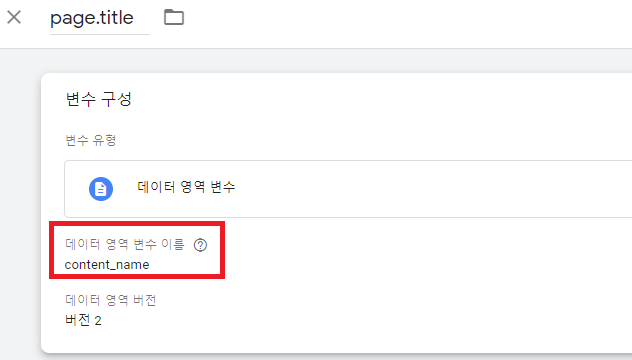 page.title
변수 구성
변수 유형
데이터 영역 변수
데이터 영역 변수 이름
content_name
데이터 영역 버전
버전 2